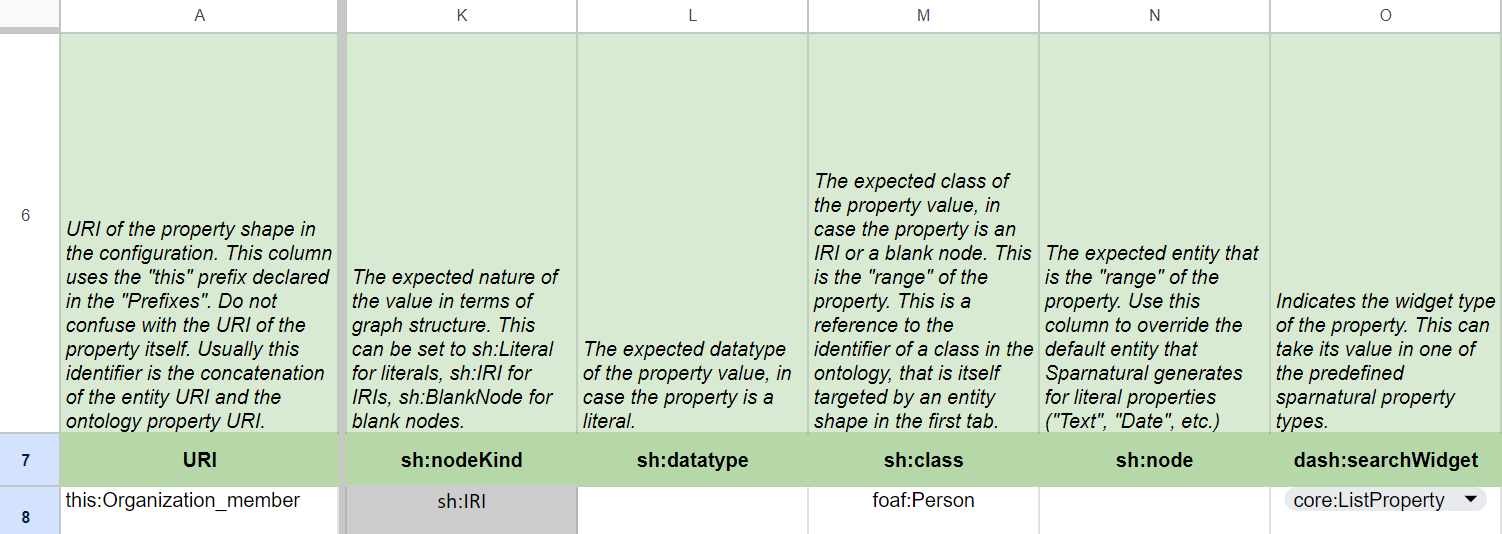 A K L M N O
6
URI of the property shape in
the configuration. This column
uses the "this" prefix declared
in the "Prefixes". Do not
confuse with the URI of the
property itself. Usually this
identifier is the concatenation
of the entity URI and the
ontology property URI.
The expected nature of
the value in terms of
graph structure. This
can be set to sh:Literal
for literals, sh:IRI for
IRIs, sh:BlankNode for
blank nodes.
The expected datatype
of the property value, in
case the property is a
literal.
The expected class of
the property value, in
case the property is an
IRI or a blank node. This
is the "range" of the
property. This is a
reference to the
identifier of a class in the
ontology, that is itself
targeted by an entity
shape in the first tab.
The expected entity that
is the "range" of the
property. Use this
column to override the
default entity that
Sparnatural generates
for literal properties
("Text", "Date", etc.)
Indicates the widget type
of the property. This can
take its value in one of
the predefined
sparnatural property
types.
7 URI sh:nodeKind sh:datatype sh:class sh:node dash:searchWidget
8 this:Organization_member sh:IRI foaf:Person core:ListProperty